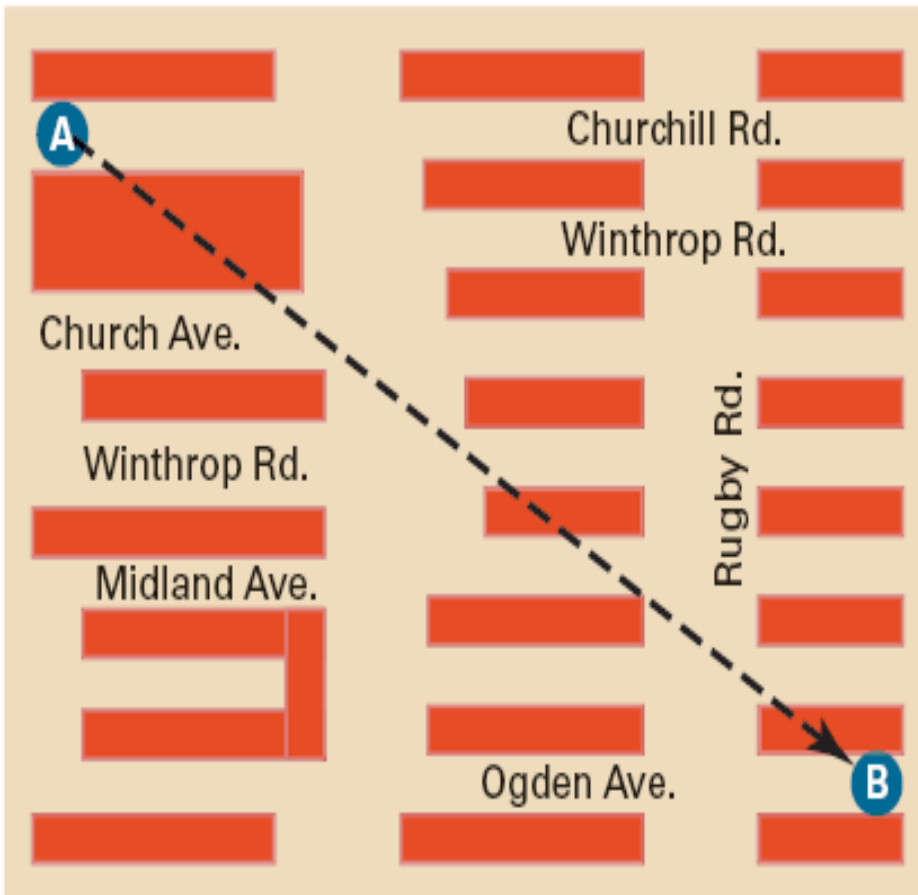 A
Churchill Rd.
Winthrop Rd.
Church Ave.
Rugby Rd.
Winthrop Rd.
Midland Ave.
Ogden Ave.
B